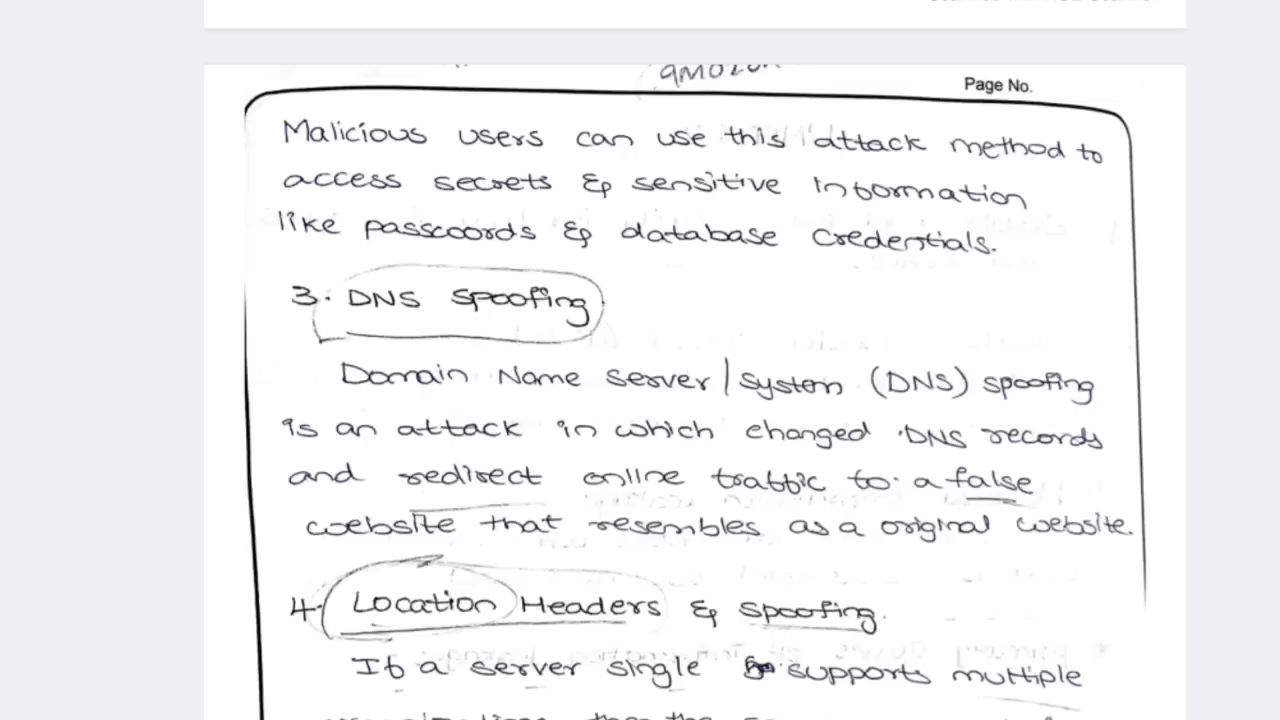 Page No.
Malicious users can use this attack method to
access secrets & sensitive information
like passwords & database credentials.
3. DNS Spoofing
Domain Name Server/System (DNS) spoofing
is an attack in which changed DNS records
and redirect online traffic to a false
website that resembles as a original website.
4. Location Headers & Spoofing.
If a server single supports multiple